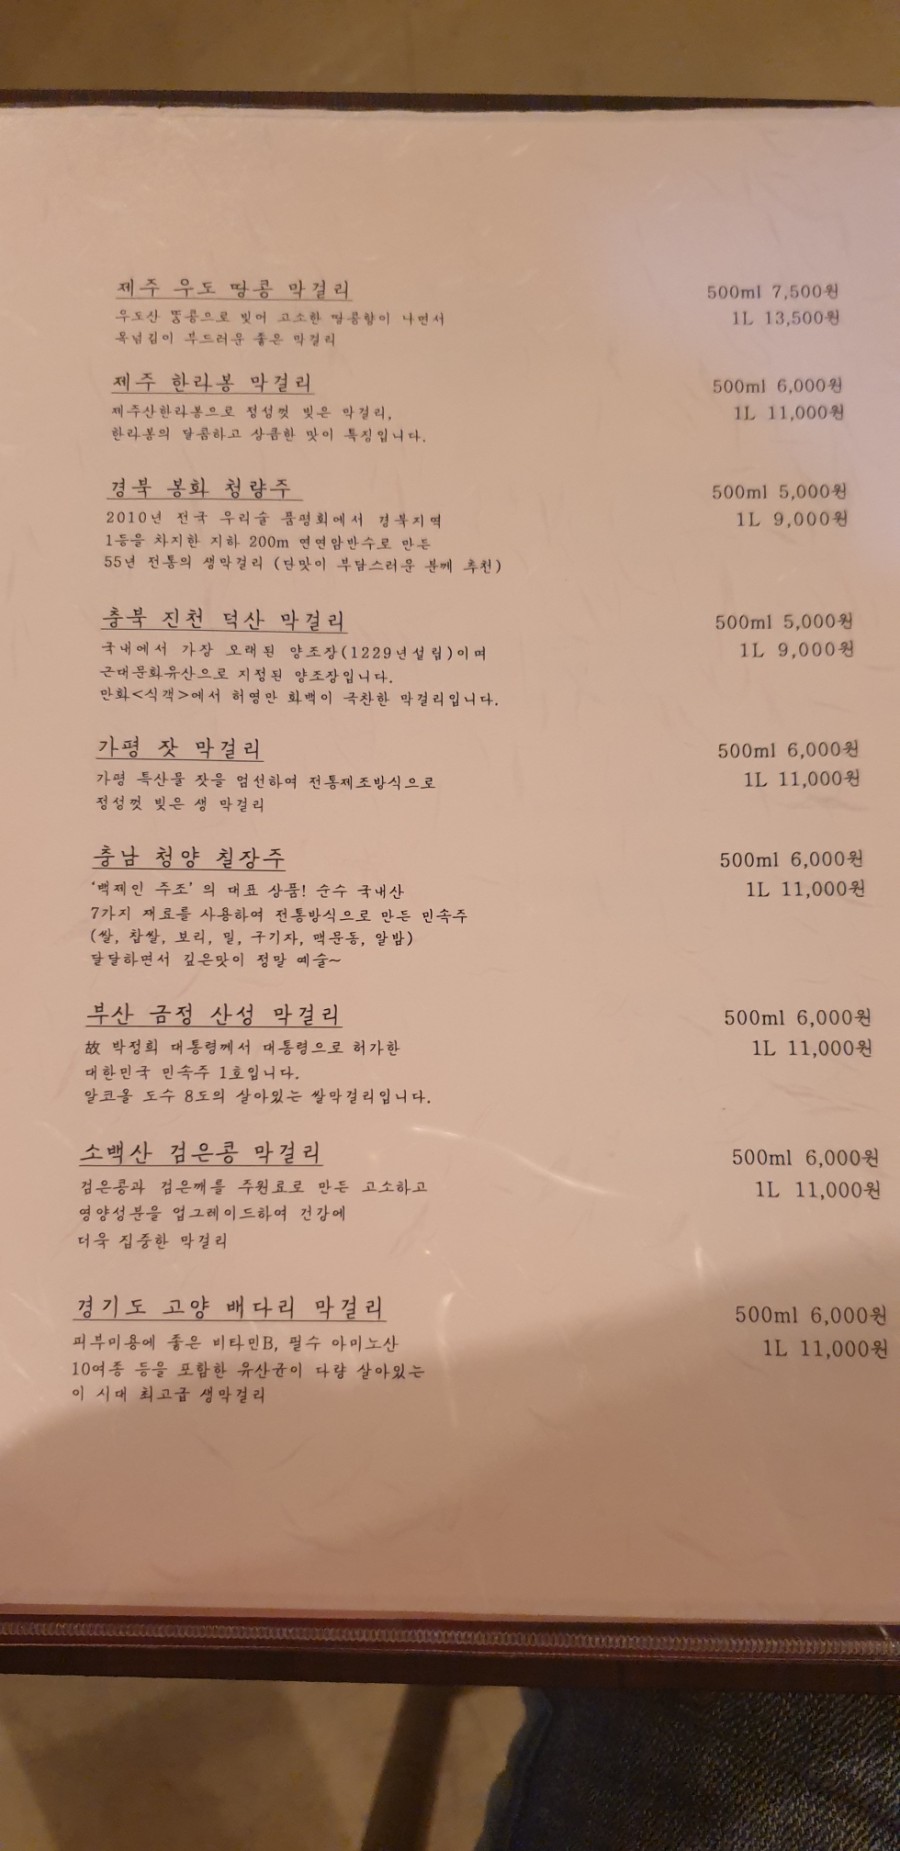 제주 우도 땅콩 막걸리 500ml 7,500원
우도산 땅콩으로 빚어 고소한 땅콩향이 나면서 1L 13,500원
목넘김이 부드러운 좋은 막걸리
제주 한라봉 막걸리 500ml 6,000원
제주산한라봉으로 정성껏 빚은 막걸리, 1L 11,000원
한라봉의 달콤하고 상큼한 맛이 특징입니다.
경북 봉화 청량주 500ml 5,000원
2010년 전국 우리술 품평회에서 경북지역 1L 9,000원
1등을 차지한 지하 200m 천연암반수로 만든
55년 전통의 생막걸리 (단맛이 부담스러운 분께 추천)
충북 진천 덕산 막걸리 500ml 5,000원
국내에서 가장 오래된 양조장(1229년설립)이며 1L 9,000원
근대문화유산으로 지정된 양조장입니다.
만화<식객>에서 허영만 화백이 극찬한 막걸리입니다.
가평 잣 막걸리 500ml 6,000원
가평 특산물 잣을 엄선하여 전통제조방식으로 1L 11,000원
정성껏 빚은 생 막걸리
충남 청양 칠장주 500ml 6,000원
'백제인 주조' 의 대표 상품! 순수 국내산 1L 11,000원
7가지 재료를 사용하여 전통방식으로 만든 민속주
(쌀, 찹쌀, 보리, 밀, 구기자, 맥문동, 알밤)
달달하면서 깊은맛이 정말 예술~
부산 금정 산성 막걸리 500ml 6,000원
故 박정희 대통령께서 대통령으로 허가한 1L 11,000원
대한민국 민속주 1호입니다.
알코올 도수 8도의 살아있는 쌀막걸리입니다.
소백산 검은콩 막걸리 500ml 6,000원
검은콩과 검은깨를 주원료로 만든 고소하고 1L 11,000원
영양성분을 업그레이드하여 건강에
더욱 집중한 막걸리
경기도 고양 배다리 막걸리 500ml 6,000원
피부미용에 좋은 비타민B, 필수 아미노산 1L 11,000원
10여종 등을 포함한 유산균이 다량 살아있는
이 시대 최고급 생막걸리